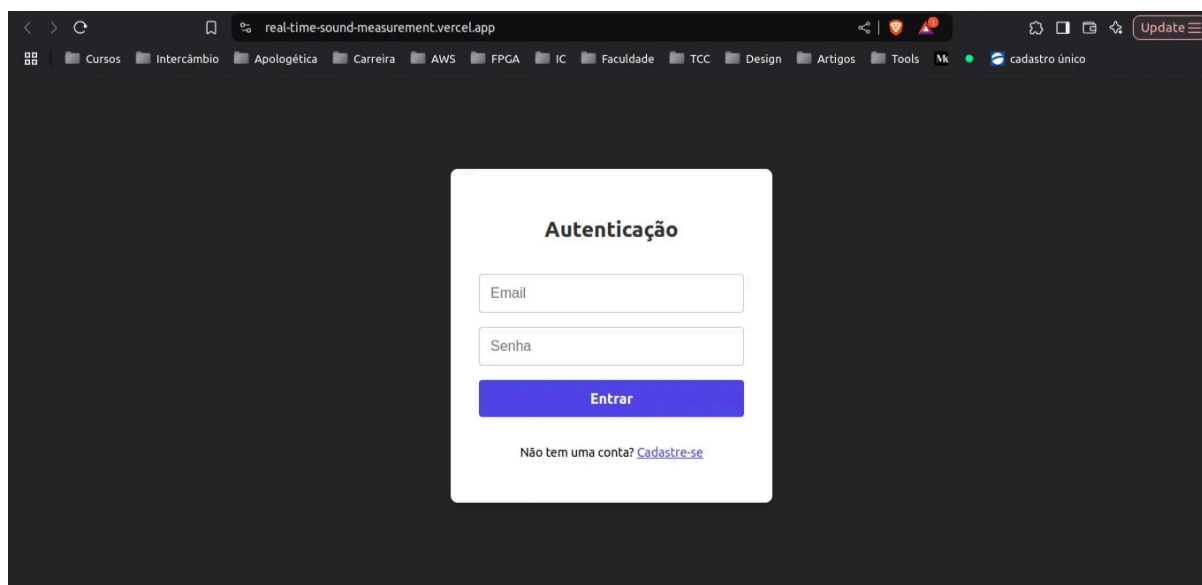 real-time-sound-measurement.vercel.app
Update
Cursos Intercâmbio Apologética Carreira AWS FPGA IC Faculdade TCC Design Artigos Tools cadastro único
Autenticação
Email
Senha
Entrar
Não tem uma conta? Cadastre-se